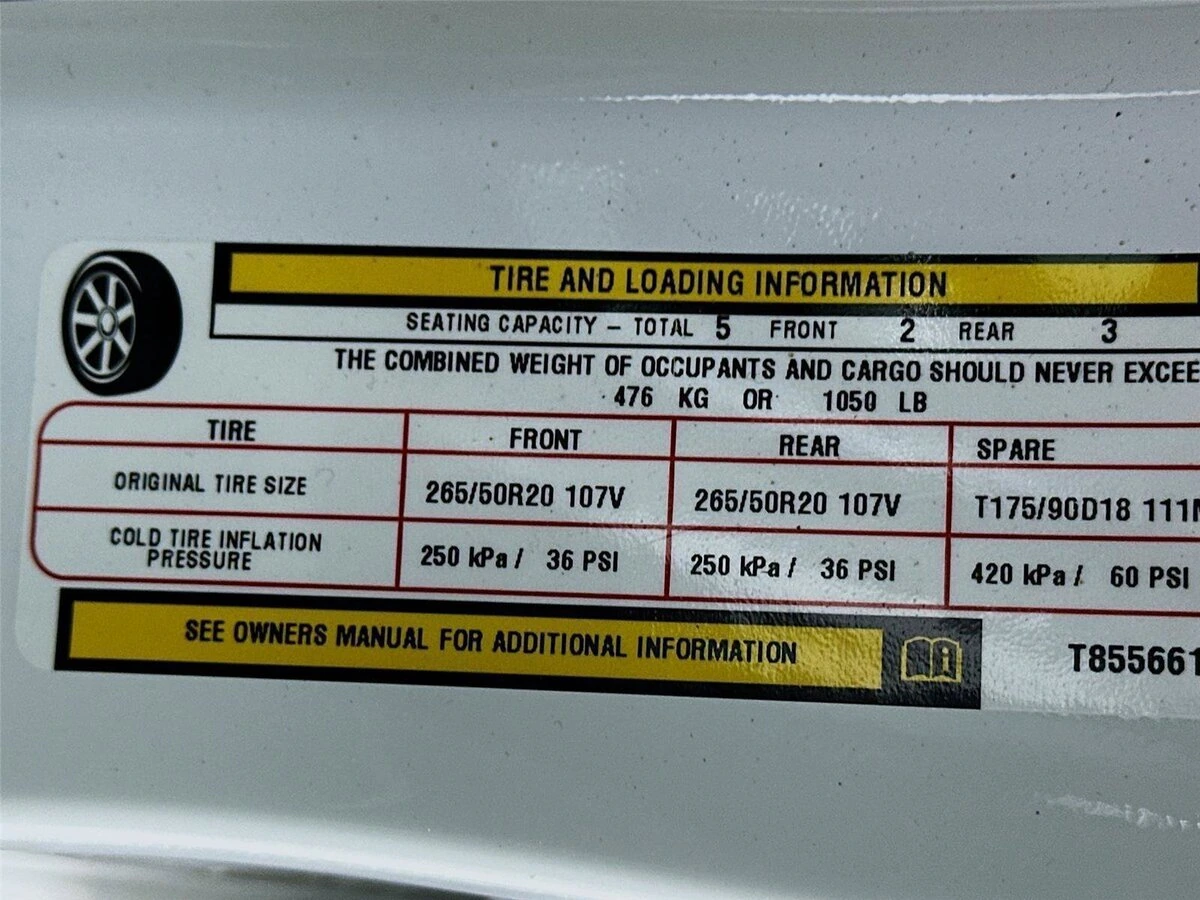 TIRE AND LOADING INFORMATION
SEATING CAPACITY – TOTAL 5 FRONT 2 REAR 3
THE COMBINED WEIGHT OF OCCUPANTS AND CARGO SHOULD NEVER EXCEE
476 KG OR 1050 LB
TIRE FRONT REAR SPARE
ORIGINAL TIRE SIZE 265/50R20 107V 265/50R20 107V T175/90D18 111
COLD TIRE INFLATION PRESSURE 250 kPa / 36 PSI 250 kPa / 36 PSI 420 kPa / 60 PSI
SEE OWNERS MANUAL FOR ADDITIONAL INFORMATION T855661